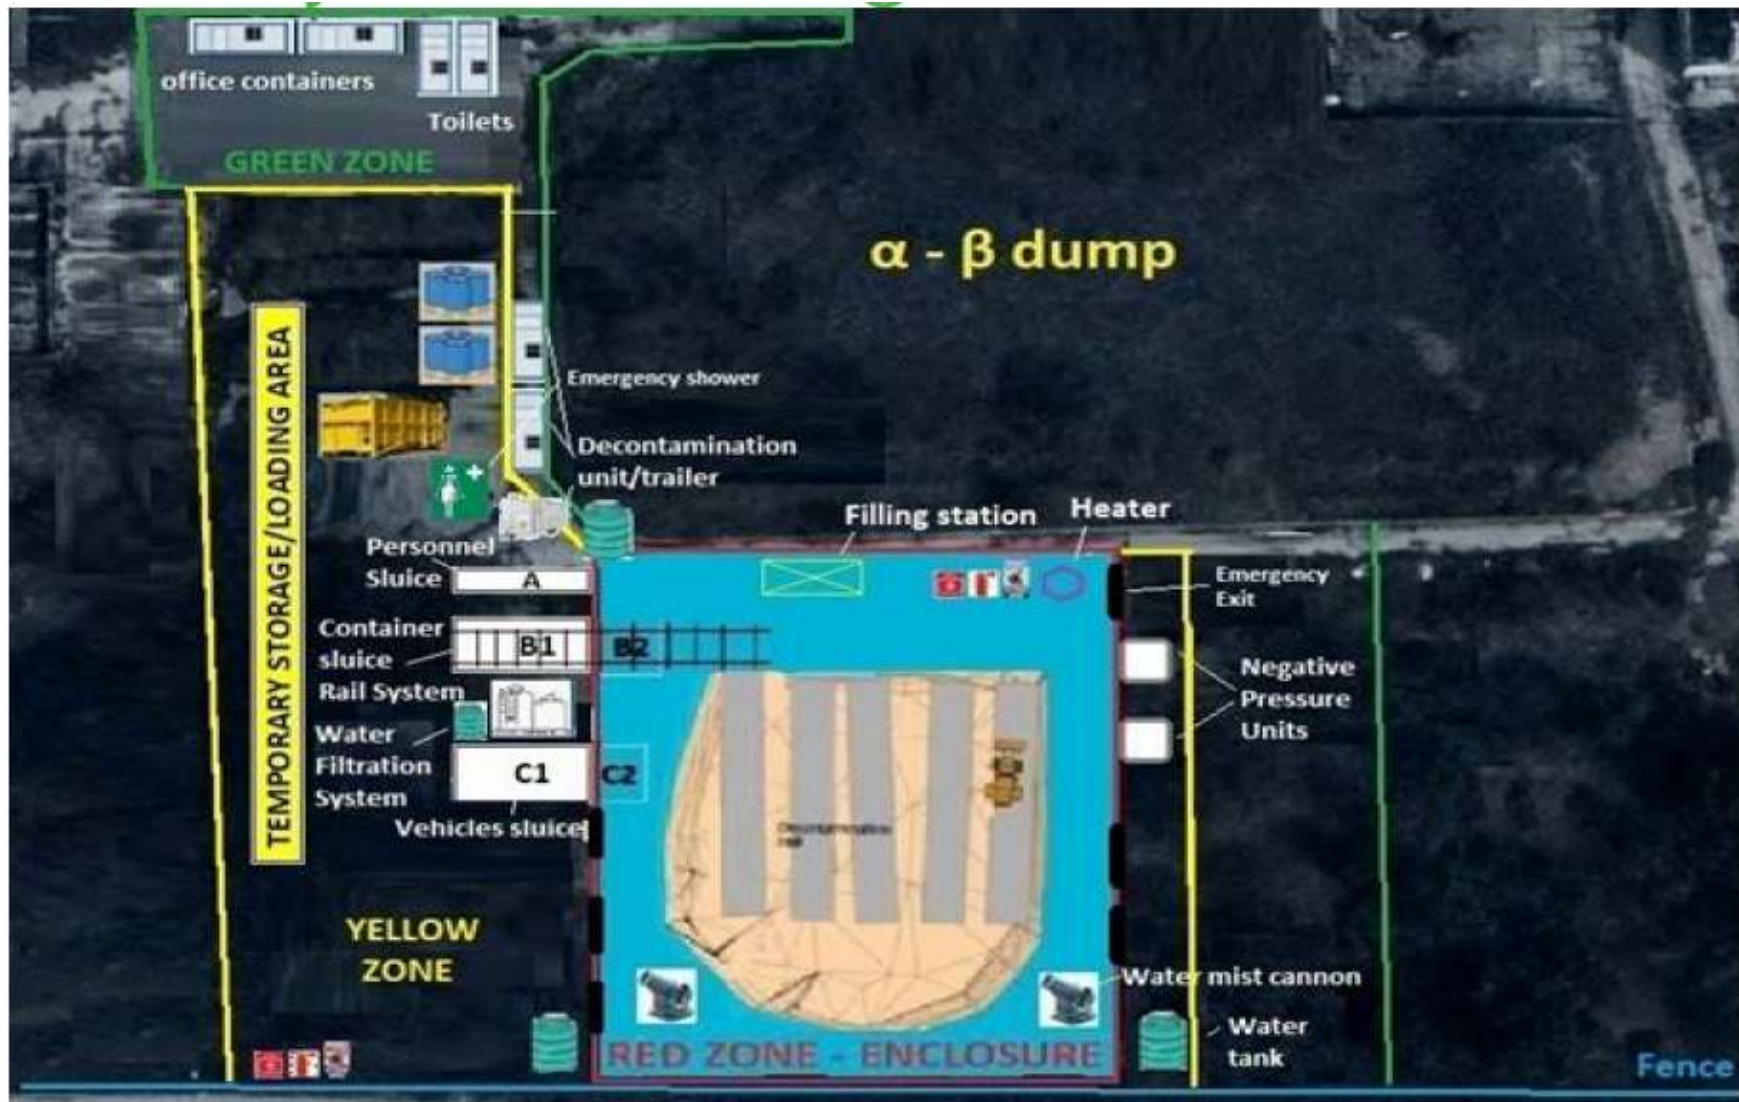 office containers
Toilets
GREEN ZONE
α - β dump
TEMPORARY STORAGE/LOADING AREA
Emergency shower
Decontamination
unit/trailer
Filling station
Heater
Personnel
Sluice
A
Emergency
Exit
Container
sluice
B1
B2
Rail System
Negative
Pressure
Units
Water
Filtration
System
C1
C2
Vehicles sluice
YELLOW
ZONE
Water mist cannon
Water
tank
RED ZONE - ENCLOSURE
Fence